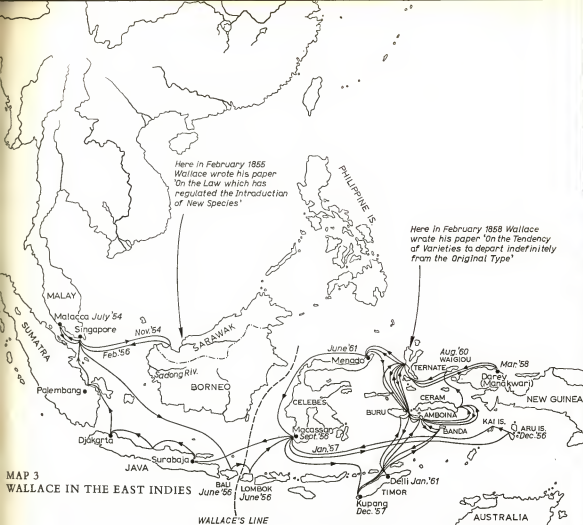 Here in February 1855
Wallace wrote his paper
'On the Law which has
regulated the Introduction
of New Species'
PHILIPPINE IS.
Here in February 1858 Wallace
wrote his paper 'On the Tendency
of Varieties to depart indefinitely
from the Original Type'
MALAY
Malacca July '54
Singapore
Nov. '54
Feb. '56
SARAWAK
Sadong Riv.
BORNEO
SUMATRA
Palembang
Djakarta
Surabaja
JAVA
BALI
June '56
LOMBOK
June '56
WALLACE'S LINE
June '61
Menado
CELEBES
Macassar
Sept. '56
Jan. '57
Aug. '60
WAIGIOU
TERNATE
Mar. '58
Dorey
(Manakwari)
NEW GUINEA
CERAM
BURU
AMBOINA
BANDA
KAI IS.
ARU IS.
Dec. '56
Delli Jan. '61
TIMOR
Kupang
Dec. '57
AUSTRALIA
MAP 3
WALLACE IN THE EAST INDIES